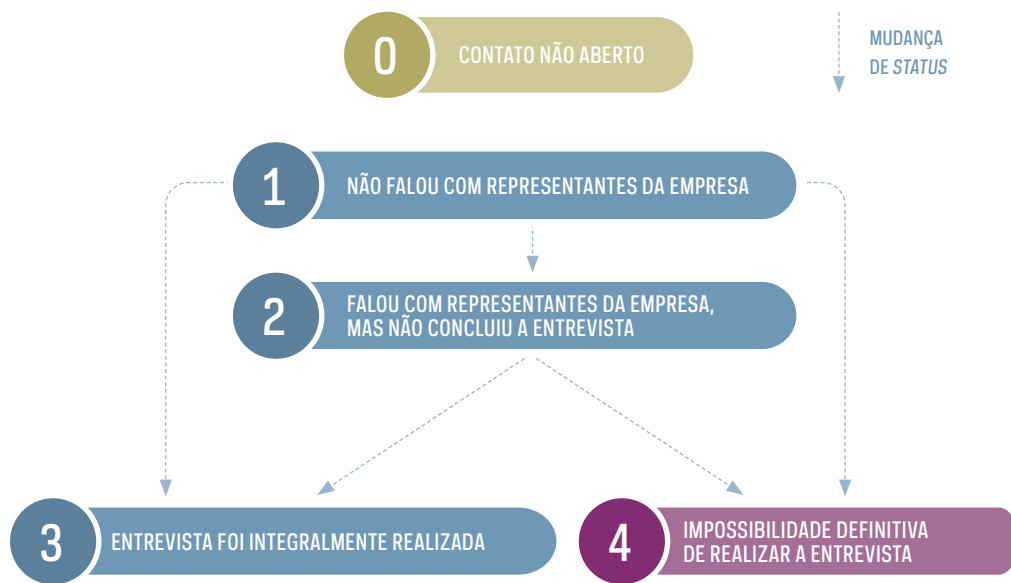 0
CONTATO NÃO ABERTO
MUDANÇA
DE STATUS
1
NÃO FALOU COM REPRESENTANTES DA EMPRESA
2
FALOU COM REPRESENTANTES DA EMPRESA,
MAS NÃO CONCLUIU A ENTREVISTA
3
ENTREVISTA FOI INTEGRALMENTE REALIZADA
4
IMPOSSIBILIDADE DEFINITIVA
DE REALIZAR A ENTREVISTA